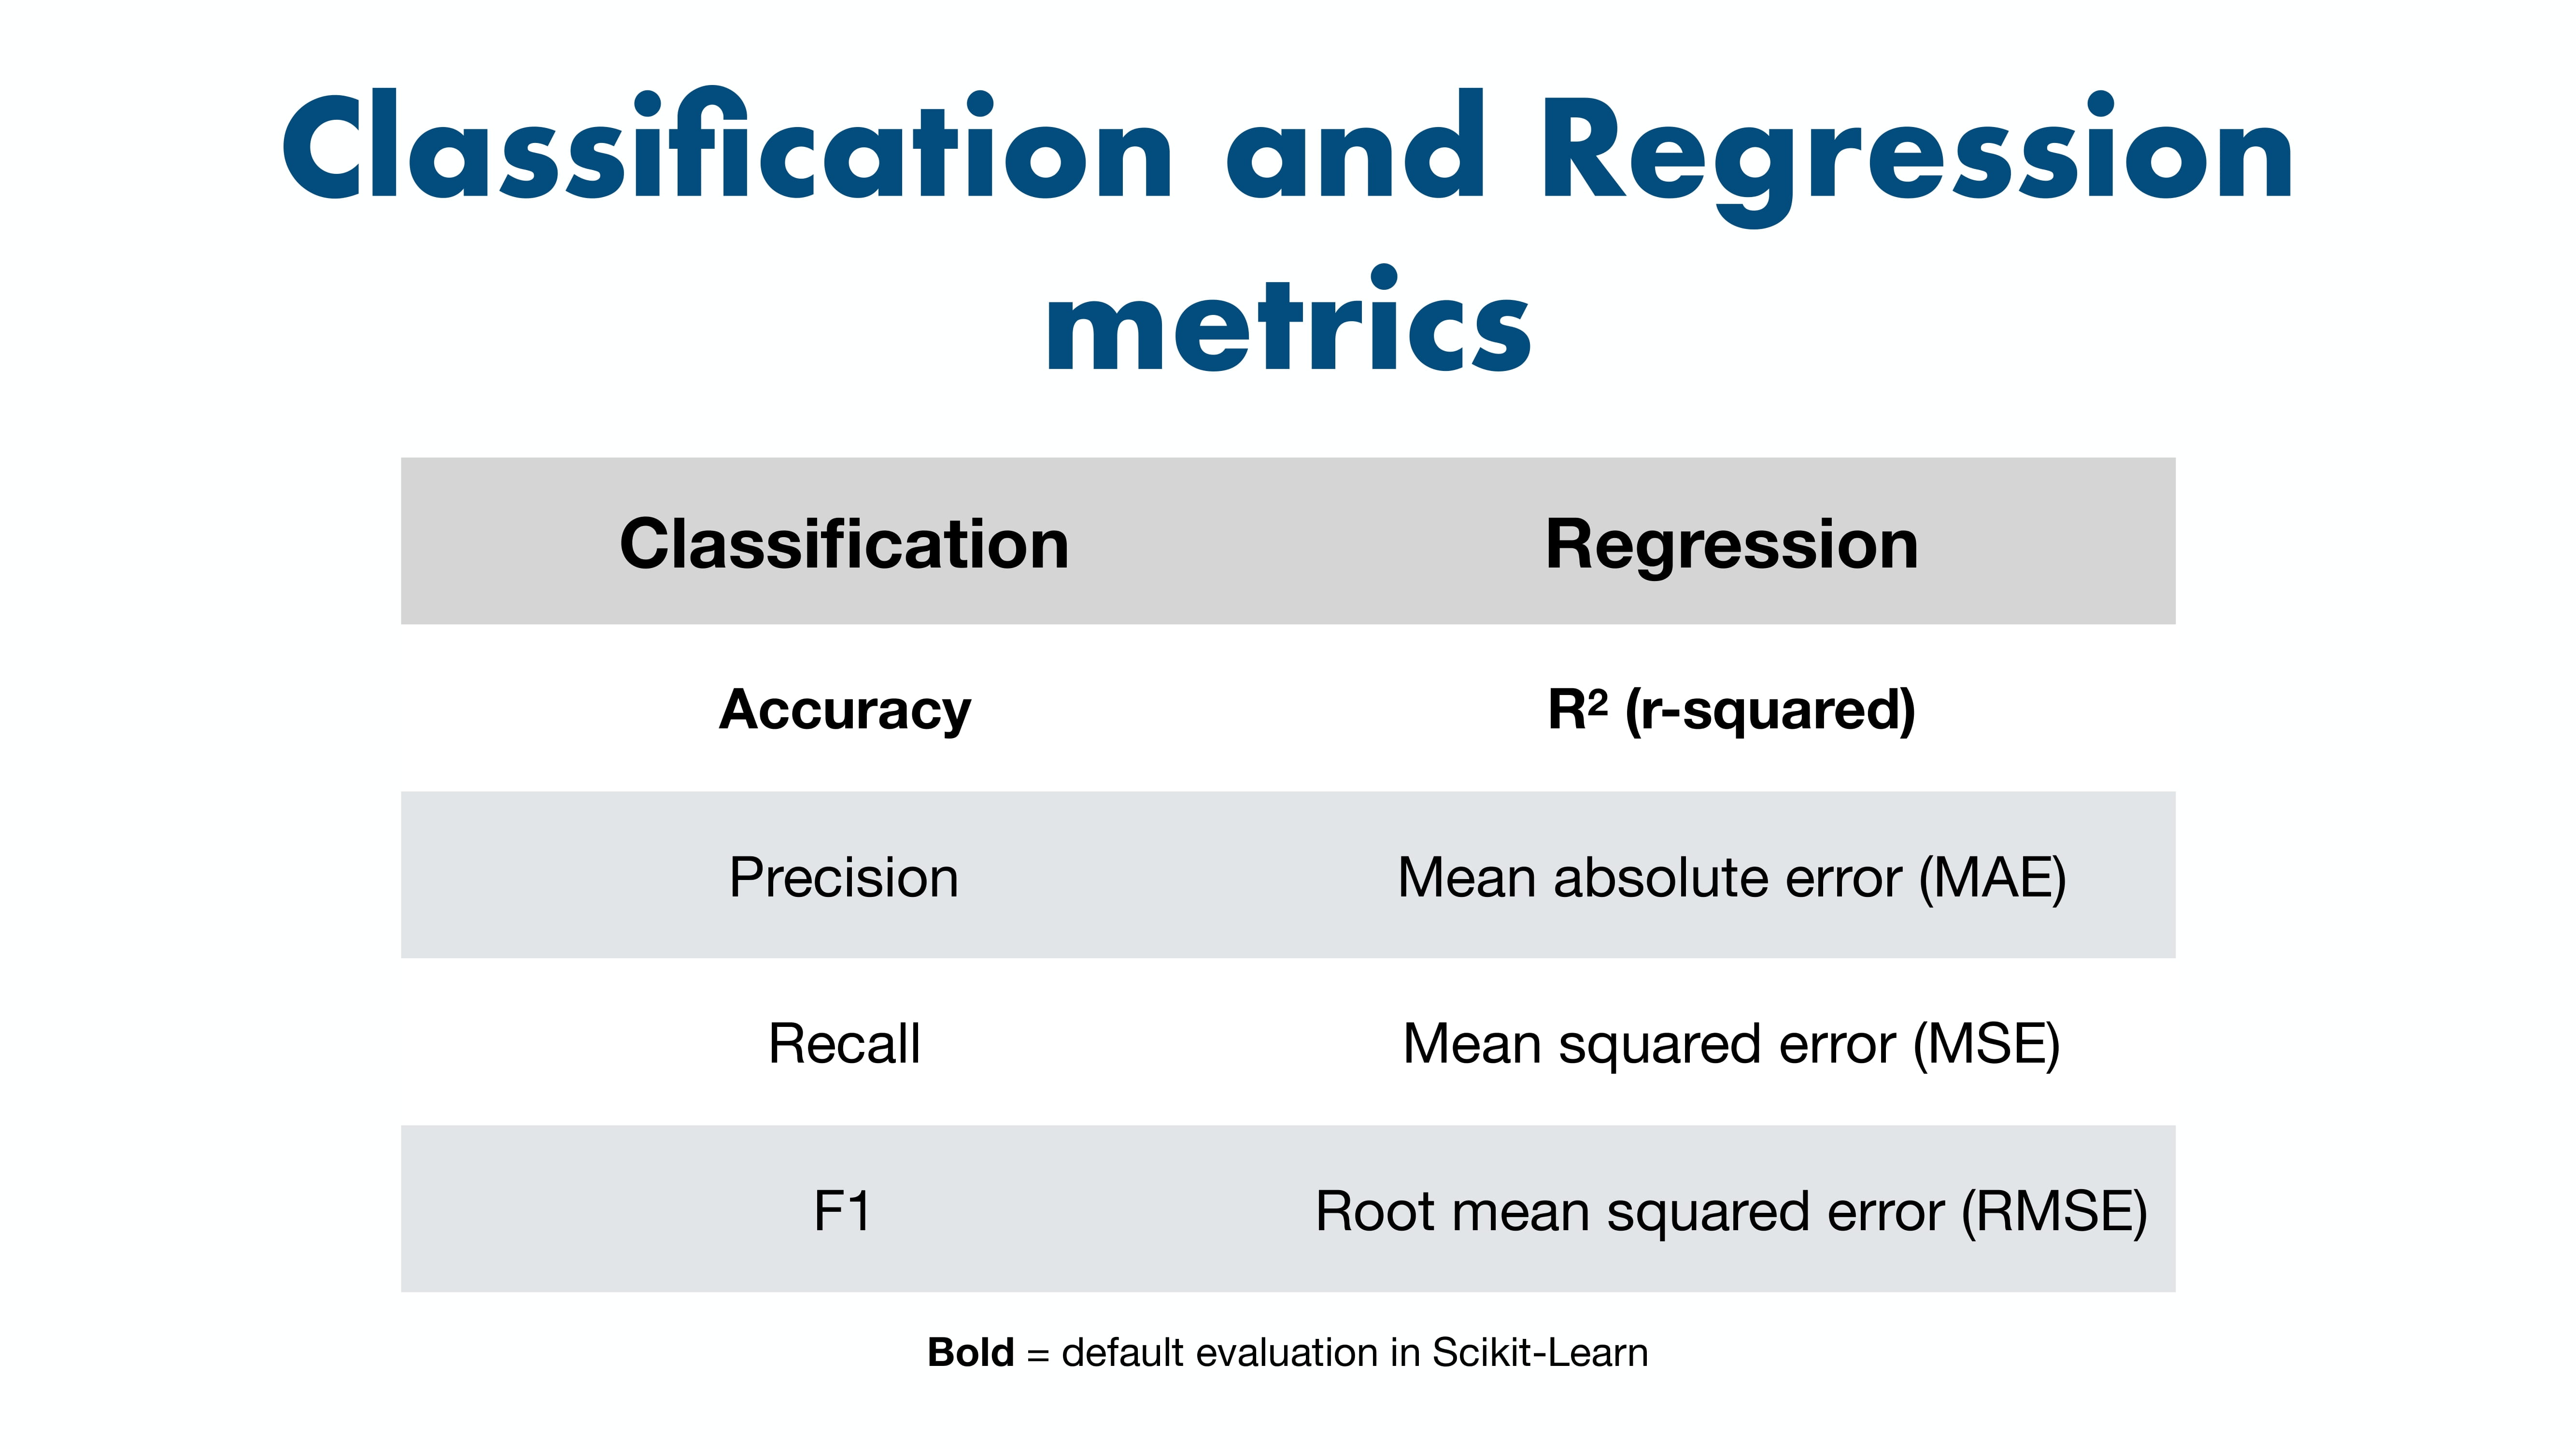 Classification and Regression
metrics
Classification Regression
Accuracy R² (r-squared)
Precision Mean absolute error (MAE)
Recall Mean squared error (MSE)
F1 Root mean squared error (RMSE)
Bold = default evaluation in Scikit-Learn